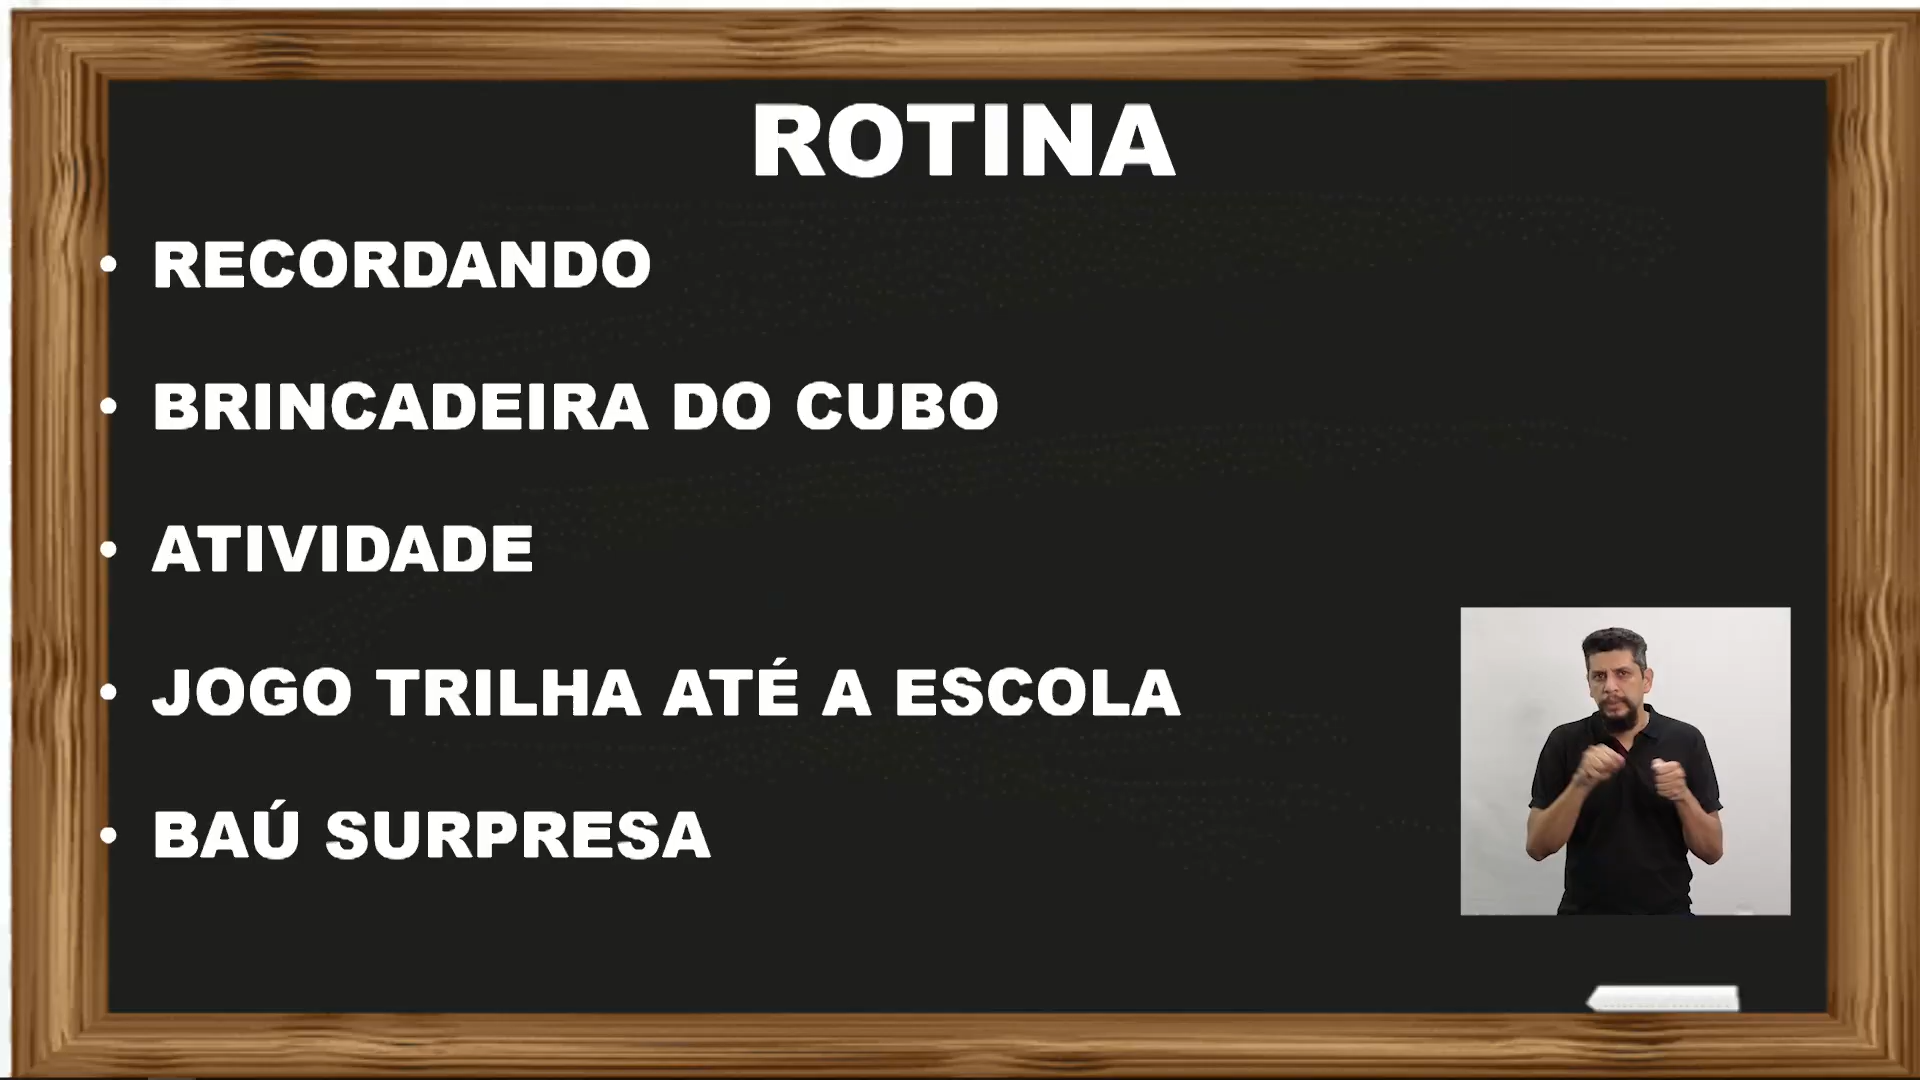 ROTINA
• RECORDANDO
• BRINCADEIRA DO CUBO
• ATIVIDADE
• JOGO TRILHA ATÉ A ESCOLA
• BAÚ SURPRESA